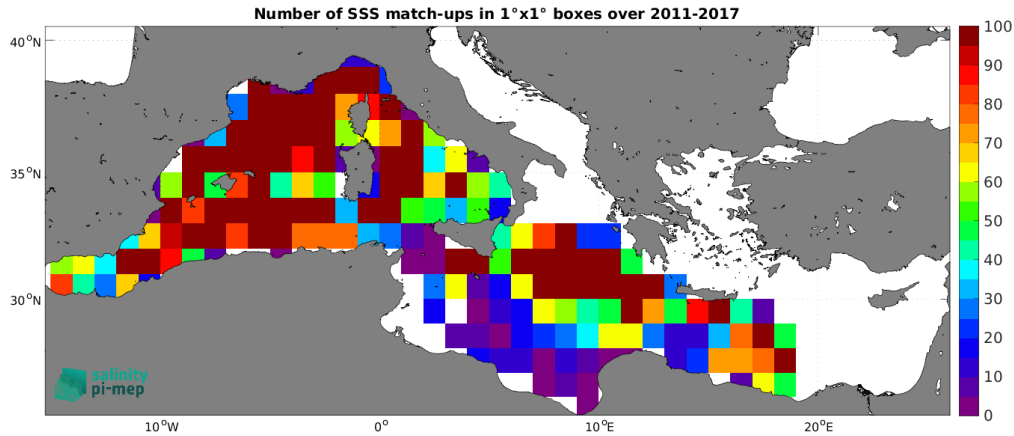 Number of SSS match-ups in 1°x1° boxes over 2011-2017
40°N
35°N
30°N
10°W
0°
10°E
20°E
100
90
80
70
60
50
40
30
20
10
0
salinity
pi-mep